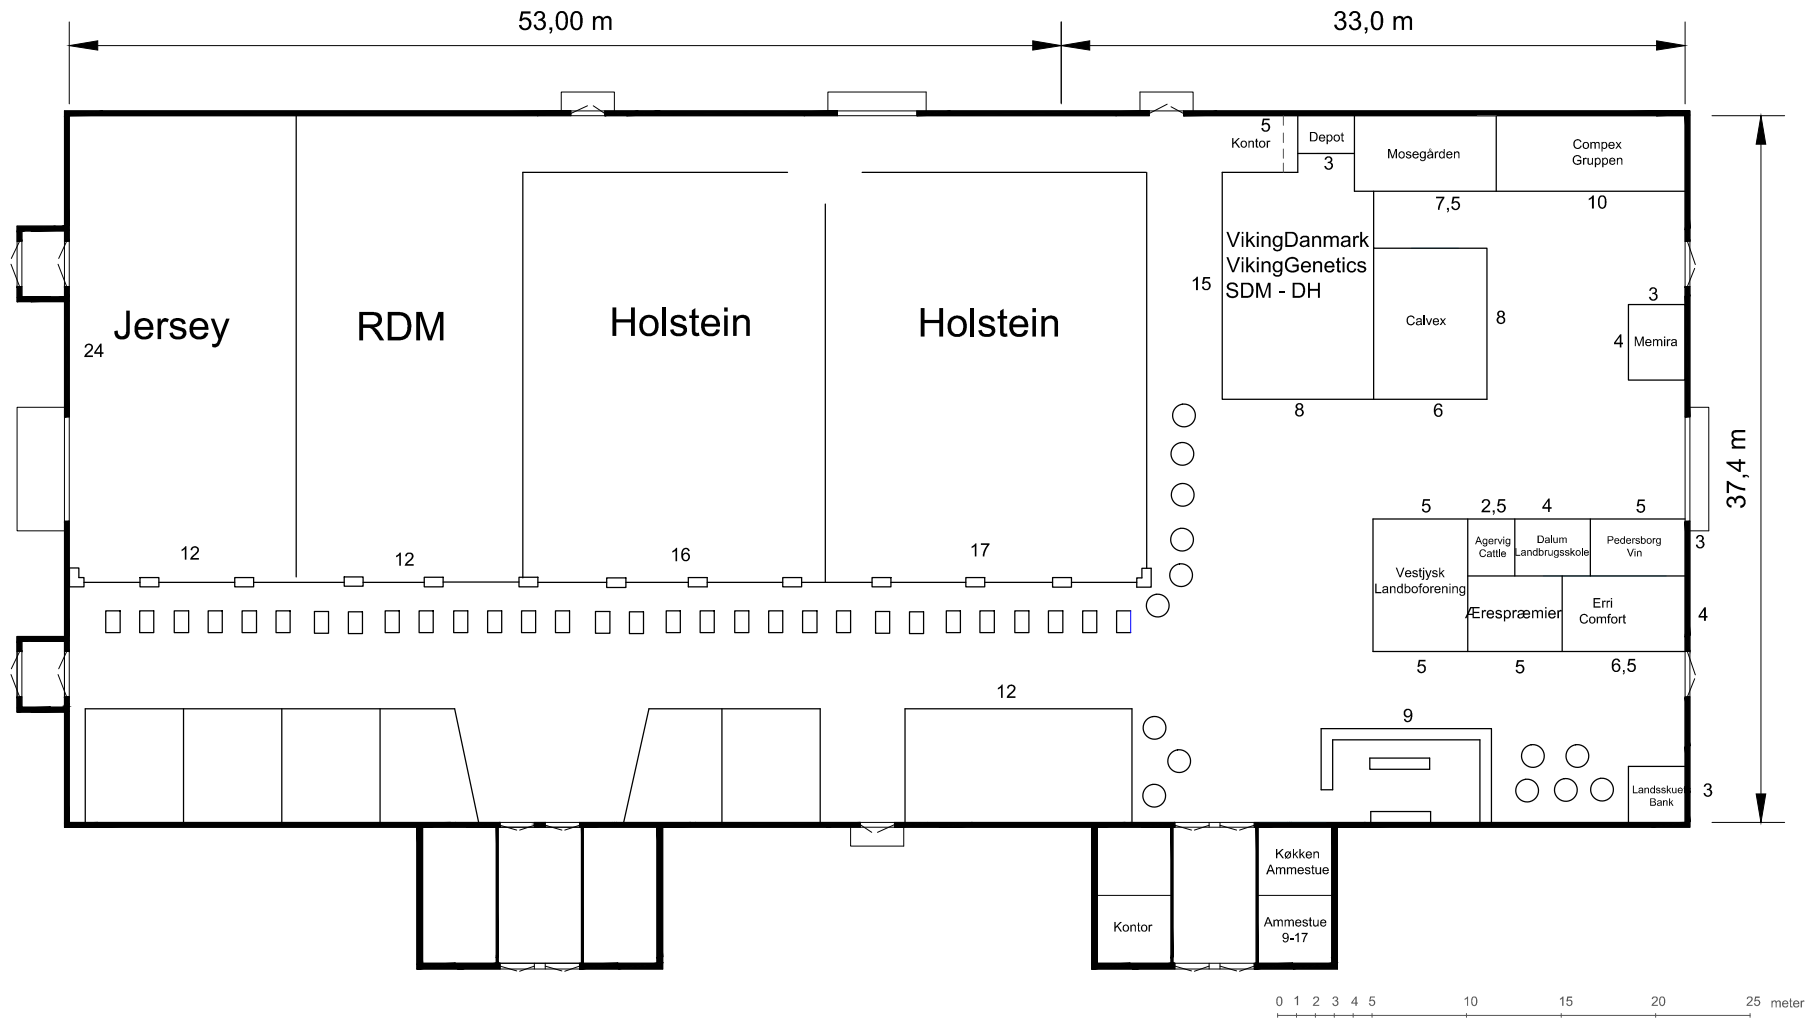 53,00 m
33,0 m
5
Kontor
Depot
3
Mosegården
Compex
Gruppen
7,5
10
VikingDanmark
VikingGenetics
SDM - DH
15
Jersey
RDM
Holstein
Holstein
24
Calvex
8
3
4
Memira
8
6
37,4 m
12
12
16
17
5
2,5
4
5
Agervig
Cattle
Dalum
Landbrugsskole
Pedersborg
Vin
3
Vestjysk
Landboforening
Ærespræmier
Erri
Comfort
4
5
5
6,5
12
9
Landsskuet
Bank
3
Køkken
Ammestue
Kontor
Ammestue
9-17
0 1 2 3 4 5 10 15 20 25 meter